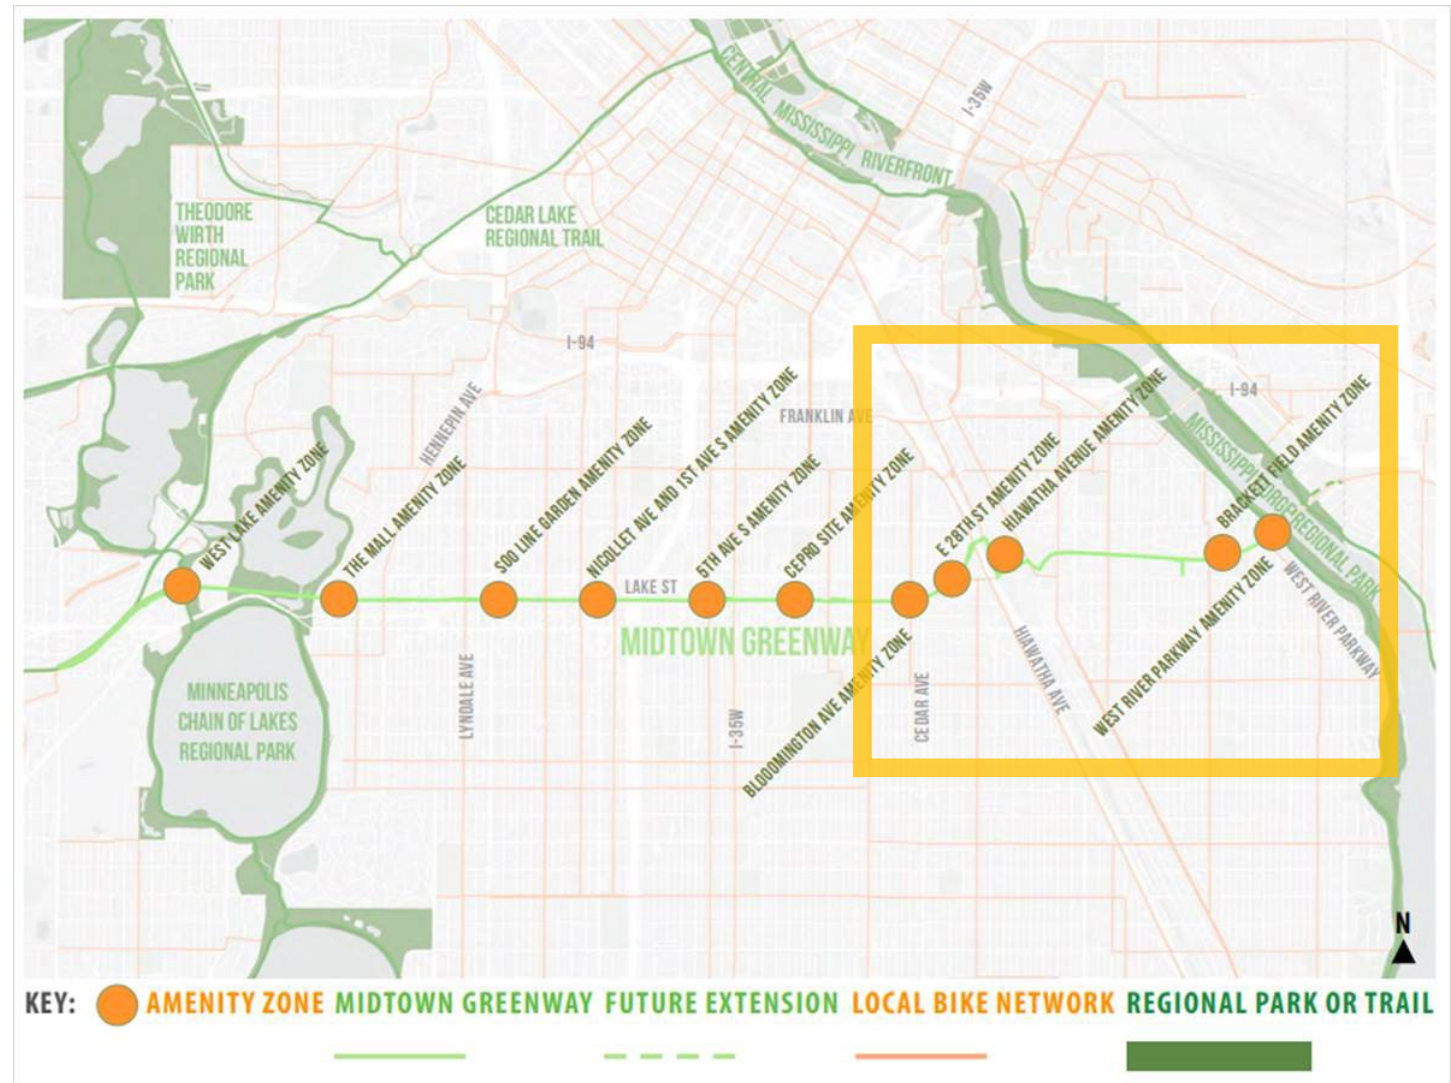 CENTRAL MISSISSIPPI RIVERFRONT
I-35W
THEODORE
WIRTH
REGIONAL
PARK
CEDAR LAKE
REGIONAL TRAIL
I-94
HENNEPIN AVE
FRANKLIN AVE
I-94
WEST LAKE AMENITY ZONE
THE MALL AMENITY ZONE
SOO LINE GARDEN AMENITY ZONE
NICOLLET AVE AND 1ST AVE S AMENITY ZONE
5TH AVE S AMENITY ZONE
CEPRO SITE AMENITY ZONE
E 28TH ST AMENITY ZONE
HIAWATHA AVENUE AMENITY ZONE
BRACKETT FIELD AMENITY ZONE
MISSISSIPPI GORGE REGIONAL PARK
LAKE ST
MIDTOWN GREENWAY
BLOOOMINGTON AVE AMENITY ZONE
WEST RIVER PARKWAY AMENITY ZONE
WEST RIVER PARKWAY
MINNEAPOLIS
CHAIN OF LAKES
REGIONAL PARK
LYNDALE AVE
I-35W
CEDAR AVE
HIAWATHA AVE
N
KEY: AMENITY ZONE MIDTOWN GREENWAY FUTURE EXTENSION LOCAL BIKE NETWORK REGIONAL PARK OR TRAIL